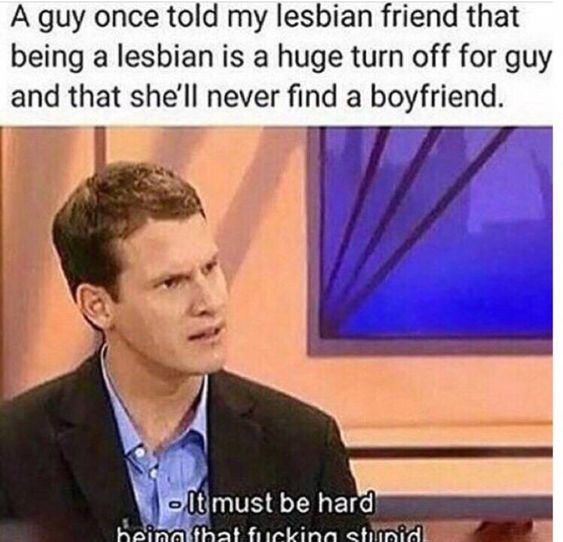 A guy once told my lesbian friend that
being a lesbian is a huge turn off for guy
and that she'll never find a boyfriend.
-It must be hard
being that fucking stupid